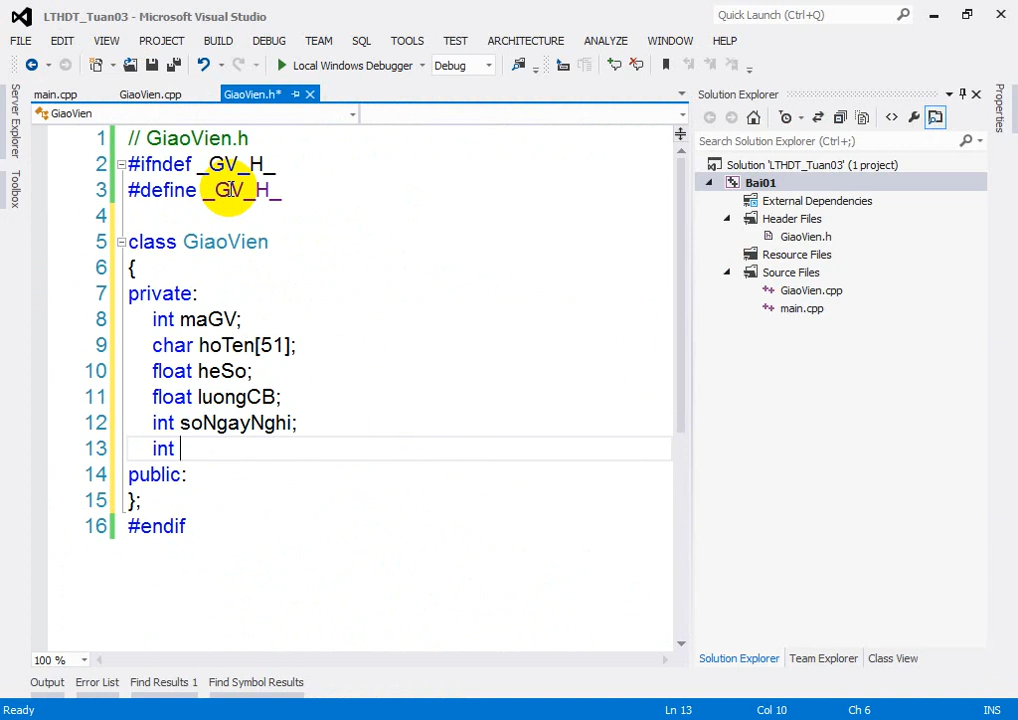 LTHDT_Tuan03 - Microsoft Visual Studio
Quick Launch (Ctrl+Q)
FILE EDIT VIEW PROJECT BUILD DEBUG TEAM SQL TOOLS TEST ARCHITECTURE ANALYZE WINDOW HELP
Local Windows Debugger Debug
main.cpp GiaoVien.cpp GiaoVien.h*
GiaoVien
Server Explorer
Toolbox
1 // GiaoVien.h
2 #ifndef _GV_H_
3 #define _GV_H_
4
5 class GiaoVien
6 {
7 private:
8 int maGV;
9 char hoTen[51];
10 float heSo;
11 float luongCB;
12 int soNgayNghi;
13 int
14 public:
15 };
16 #endif
100 %
Solution Explorer
Search Solution Explorer (Ctrl+;)
Solution 'LTHDT_Tuan03' (1 project)
Bai01
External Dependencies
Header Files
GiaoVien.h
Resource Files
Source Files
GiaoVien.cpp
main.cpp
Solution Explorer Team Explorer Class View
Properties
Output Error List Find Results 1 Find Symbol Results
Ready Ln 13 Col 10 Ch 6 INS